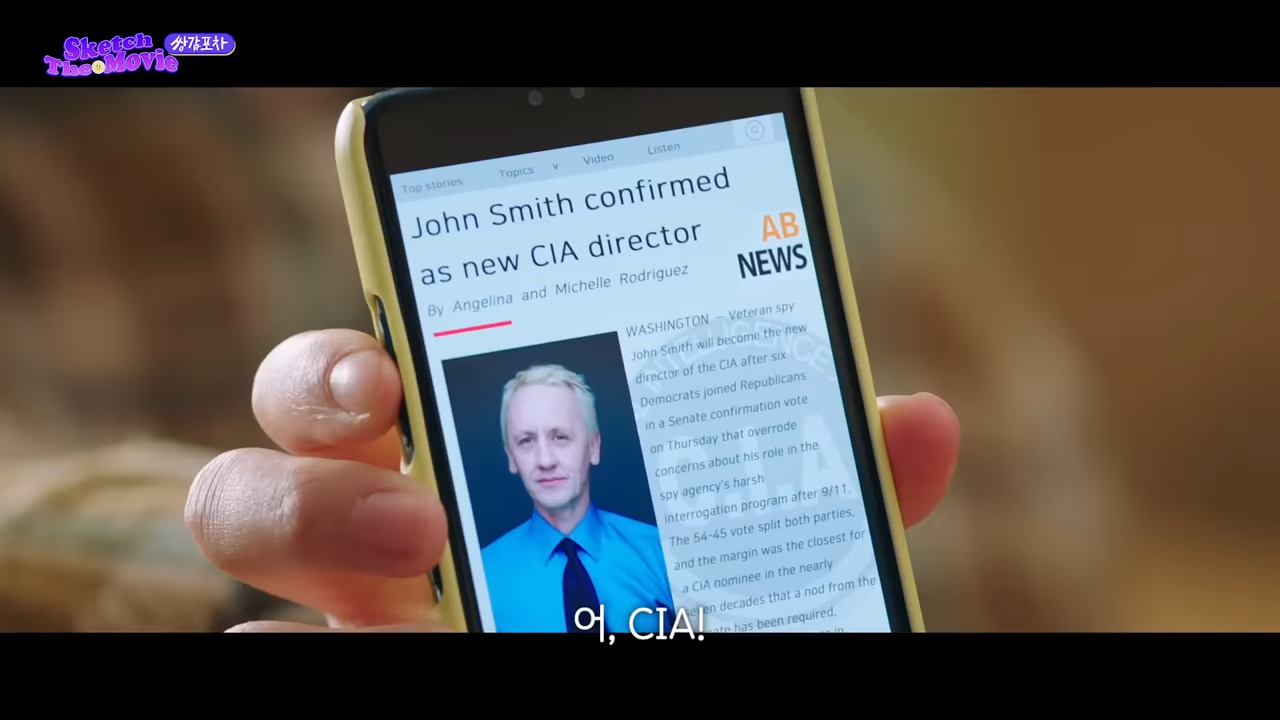 Sketch
The Movie
쌍갑포차
Top stories Topics v Video Listen
John Smith confirmed
as new CIA director
By Angelina and Michelle Rodriguez
AB
NEWS
WASHINGTON Veteran spy
John Smith will become the new
director of the CIA after six
Democrats joined Republicans
in a Senate confirmation vote
on Thursday that overrode
concerns about his role in the
spy agency's harsh
interrogation program after 9/11.
The 54-45 vote split both parties,
and the margin was the closest for
a CIA nominee in the nearly
seven decades that a nod from the
has been required.
INTELLIGENCE
C.I.A
어, CIA!